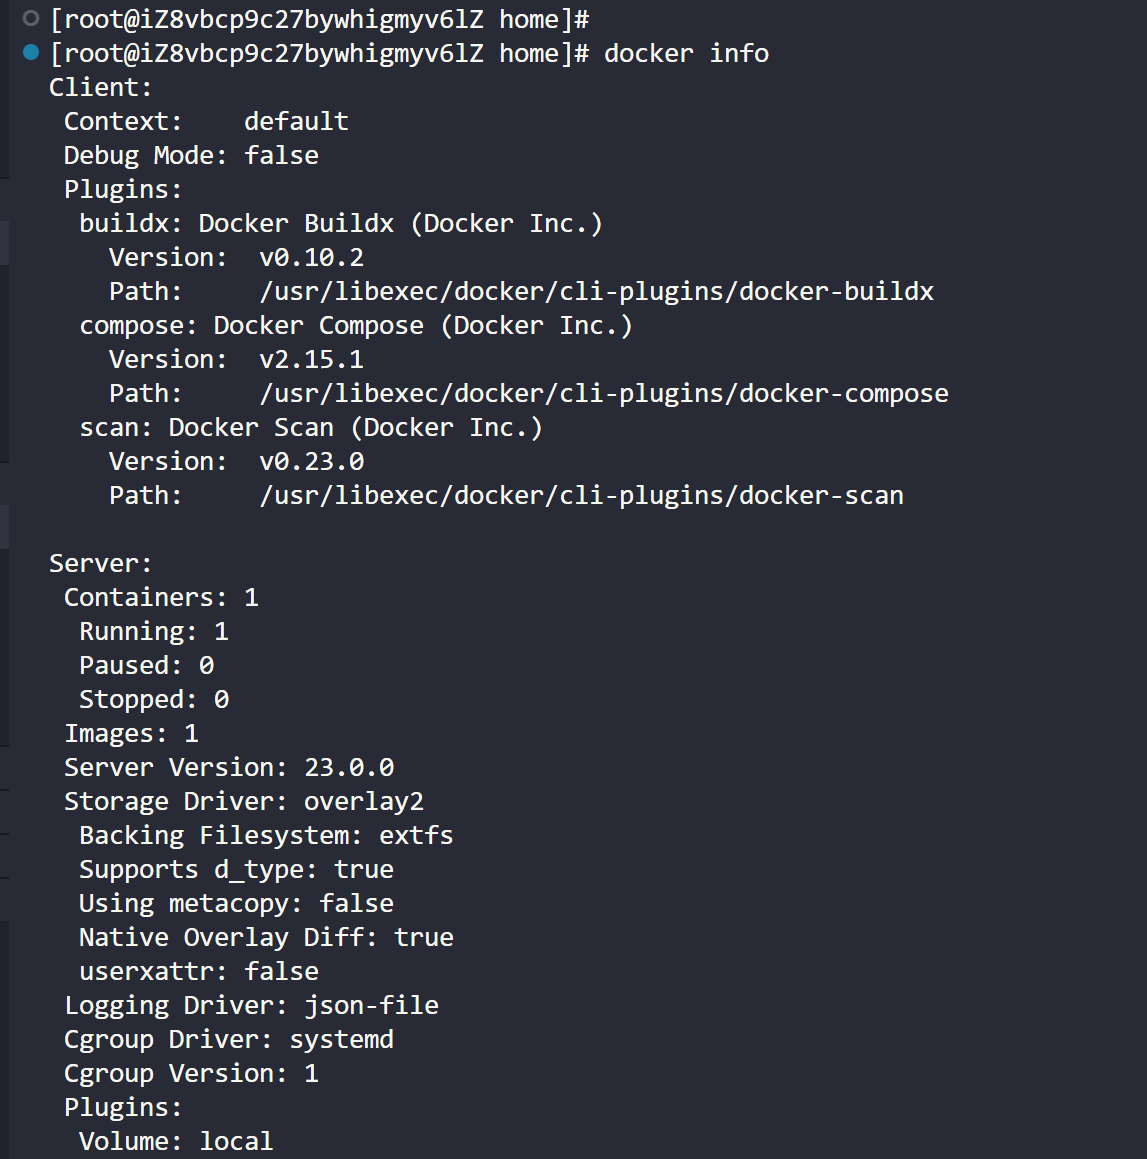 [root@iZ8vbcp9c27bywhigmyv6lZ home]#
[root@iZ8vbcp9c27bywhigmyv6lZ home]# docker info
Client:
 Context:    default
 Debug Mode: false
 Plugins:
  buildx: Docker Buildx (Docker Inc.)
    Version:  v0.10.2
    Path:     /usr/libexec/docker/cli-plugins/docker-buildx
  compose: Docker Compose (Docker Inc.)
    Version:  v2.15.1
    Path:     /usr/libexec/docker/cli-plugins/docker-compose
  scan: Docker Scan (Docker Inc.)
    Version:  v0.23.0
    Path:     /usr/libexec/docker/cli-plugins/docker-scan

Server:
 Containers: 1
  Running: 1
  Paused: 0
  Stopped: 0
 Images: 1
 Server Version: 23.0.0
 Storage Driver: overlay2
  Backing Filesystem: extfs
  Supports d_type: true
  Using metacopy: false
  Native Overlay Diff: true
  userxattr: false
 Logging Driver: json-file
 Cgroup Driver: systemd
 Cgroup Version: 1
 Plugins:
  Volume: local